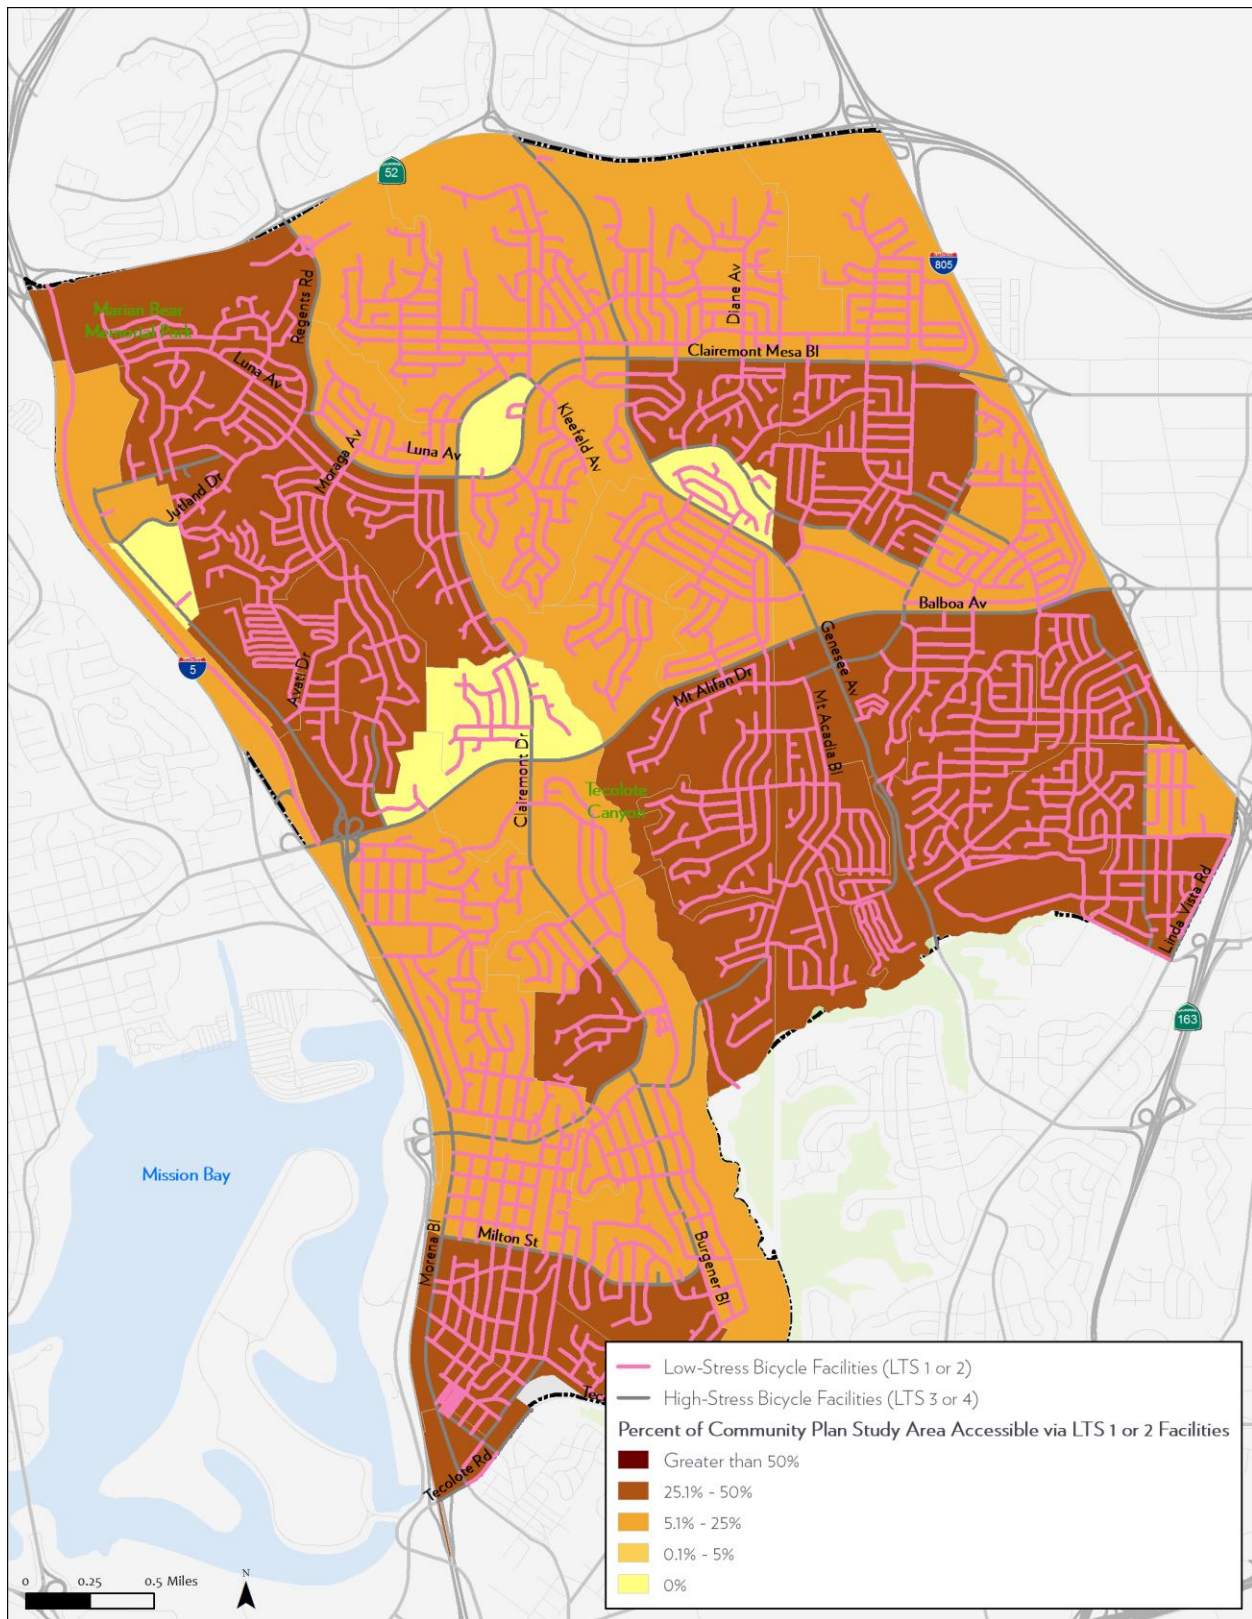 52
805
Marian Bear
Memorial Park
Regents Rd
Diane Av
Clairemont Mesa Bl
Luna Av
Kleefeld Av
Luna Av
Moraga Av
Jutland Dr
Balboa Av
5
Avati Dr
Genesee Av
Mt Alifan Dr
Mt Acadia Bl
Clairemont Dr
Tecolote
Canyon
Linda Vista Rd
163
Mission Bay
Milton St
Morena Bl
Burgener Bl
Tecolote Rd
Low-Stress Bicycle Facilities (LTS 1 or 2)
High-Stress Bicycle Facilities (LTS 3 or 4)
Percent of Community Plan Study Area Accessible via LTS 1 or 2 Facilities
Greater than 50%
25.1% - 50%
5.1% - 25%
0.1% - 5%
0%
0 0.25 0.5 Miles
N